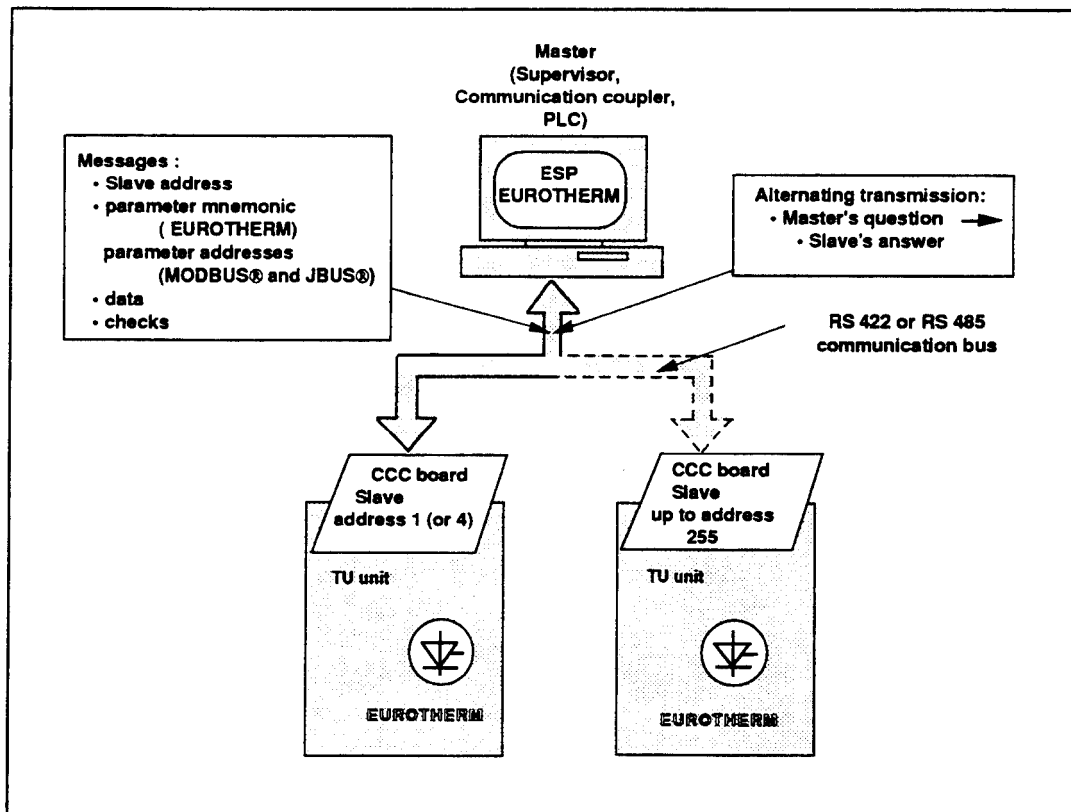 Master
(Supervisor,
Communication coupler,
PLC)
ESP
EUROTHERM
Messages :
• Slave address
• parameter mnemonic
( EUROTHERM)
parameter addresses
(MODBUS® and JBUS®)
• data
• checks
Alternating transmission:
• Master's question
• Slave's answer
RS 422 or RS 485
communication bus
CCC board
Slave
address 1 (or 4)
TU unit
EUROTHERM
CCC board
Slave
up to address
255
TU unit
EUROTHERM